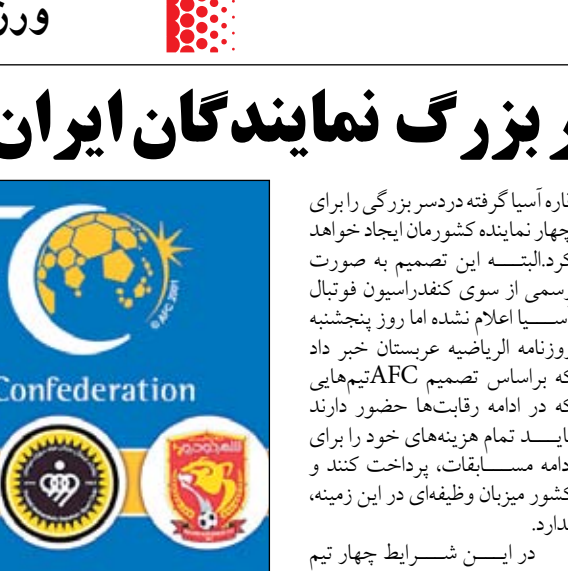 ورز
ر بزرگ نمایندگان ایران
قاره آسیا گرفته دردسر بزرگی را برای
چهار نماینده کشورمان ایجاد خواهد
کرد.البته این تصمیم به صورت
رسمی از سوی کنفدراسیون فوتبال
آسیا اعلام نشده اما روز پنجشنبه
روزنامه الریاضیه عربستان خبر داد
که براساس تصمیم AFC تیم‌هایی
که در ادامه رقابت‌ها حضور دارند
باید تمام هزینه‌های خود را برای
ادامه مسابقات، پرداخت کنند و
کشور میزبان وظیفه‌ای در این زمینه،
ندارد.
در این شرایط چهار تیم
© AFC 2001
Confederation
شهرخودرو